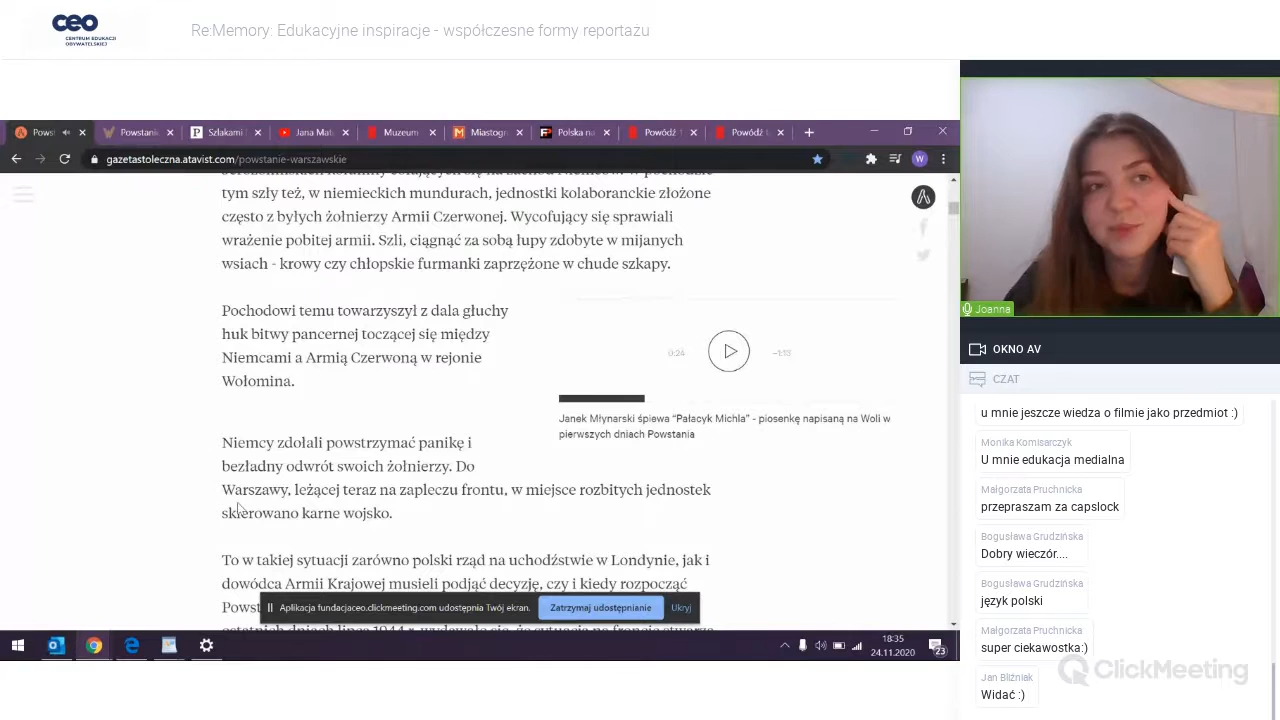 ceo
CENTRUM EDUKACJI
OBYWATELSKIEJ
Re:Memory: Edukacyjne inspiracje - współczesne formy reportażu
Powst
Powstanie
Szlakami
Jana Mate
Muzeum
Miastogr
Polska na
Powódź 1
Powódź
gazetastoleczna.atavist.com/powstanie-warszawskie
W
tym szły też, w niemieckich mundurach, jednostki kolaboranckie złożone
często z byłych żołnierzy Armii Czerwonej. Wycofujący się sprawiali
wrażenie pobitej armii. Szli, ciągnąc za sobą łupy zdobyte w mijanych
wsiach - krowy czy chłopskie furmanki zaprzężone w chude szkapy.
Pochodowi temu towarzyszył z dala głuchy
huk bitwy pancernej toczącej się między
Niemcami a Armią Czerwoną w rejonie
Wołomina.
0:24
-1:13
Janek Młynarski śpiewa "Pałacyk Michla" - piosenkę napisaną na Woli w
pierwszych dniach Powstania
Niemcy zdołali powstrzymać panikę i
bezładny odwrót swoich żołnierzy. Do
Warszawy, leżącej teraz na zapleczu frontu, w miejsce rozbitych jednostek
skierowano karne wojsko.
To w takiej sytuacji zarówno polski rząd na uchodźstwie w Londynie, jak i
dowódca Armii Krajowej musieli podjąć decyzję, czy i kiedy rozpocząć
Powst
Aplikacja fundacjaceo.clickmeeting.com udostępnia Twój ekran.
Zatrzymaj udostępnianie
Ukryj
18:35
24.11.2020
23
Joanna
OKNO AV
CZAT
u mnie jeszcze wiedza o filmie jako przedmiot :)
Monika Komisarczyk
U mnie edukacja medialna
Małgorzata Pruchnicka
przepraszam za capslock
Bogusława Grudzińska
Dobry wieczór....
Bogusława Grudzińska
język polski
Małgorzata Pruchnicka
super ciekawostka:)
Jan Bliźniak
Widać :)
ClickMeeting